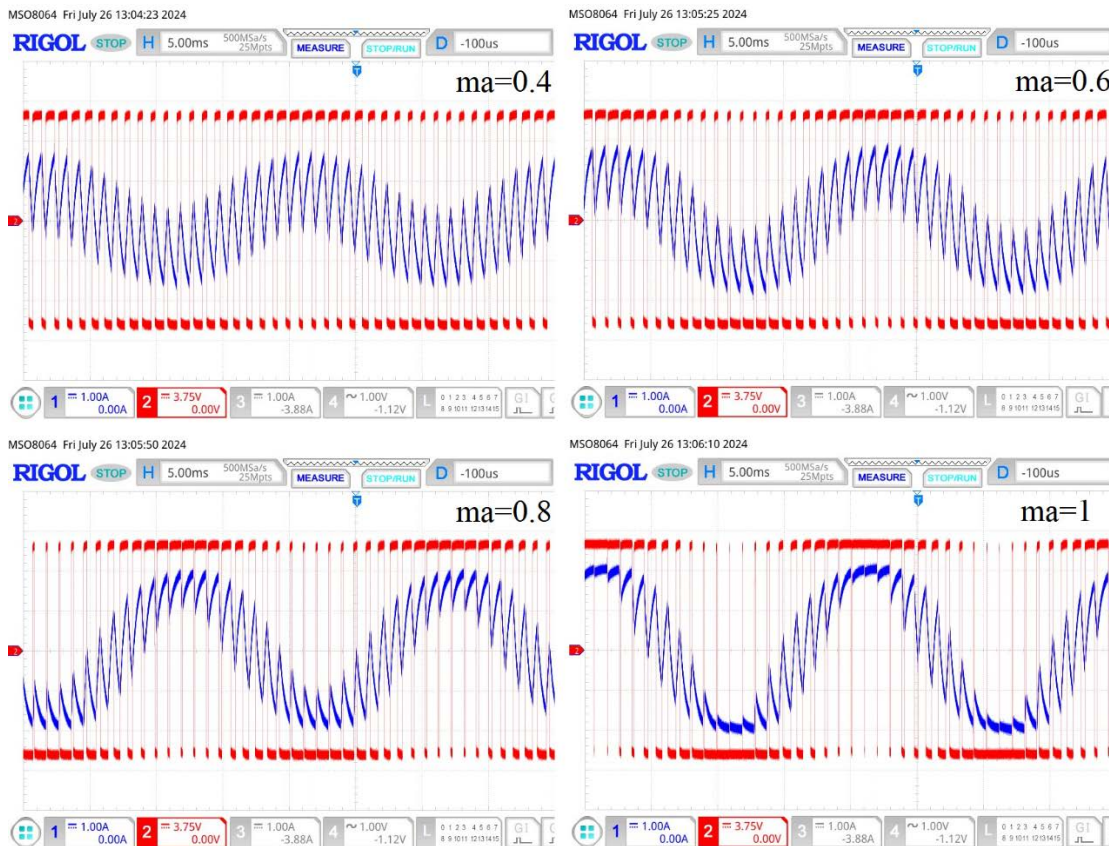 MSO8064 Fri July 26 13:04:23 2024
RIGOL STOP H 5.00ms 500MSa/s 25Mpts MEASURE STOP/RUN D -100us
T
ma=0.4
2
1 1.00A 0.00A 2 3.75V 0.00V 3 1.00A -3.88A 4 1.00V -1.12V L 0 1 2 3 4 5 6 7 8 9 10 11 12 13 14 15 GI
MSO8064 Fri July 26 13:05:25 2024
RIGOL STOP H 5.00ms 500MSa/s 25Mpts MEASURE STOP/RUN D -100us
T
ma=0.6
2
1 1.00A 0.00A 2 3.75V 0.00V 3 1.00A -3.88A 4 1.00V -1.12V L 0 1 2 3 4 5 6 7 8 9 10 11 12 13 14 15 GI
MSO8064 Fri July 26 13:05:50 2024
RIGOL STOP H 5.00ms 500MSa/s 25Mpts MEASURE STOP/RUN D -100us
T
ma=0.8
2
1 1.00A 0.00A 2 3.75V 0.00V 3 1.00A -3.88A 4 1.00V -1.12V L 0 1 2 3 4 5 6 7 8 9 10 11 12 13 14 15 GI
MSO8064 Fri July 26 13:06:10 2024
RIGOL STOP H 5.00ms 500MSa/s 25Mpts MEASURE STOP/RUN D -100us
T
ma=1
2
1 1.00A 0.00A 2 3.75V 0.00V 3 1.00A -3.88A 4 1.00V -1.12V L 0 1 2 3 4 5 6 7 8 9 10 11 12 13 14 15 GI